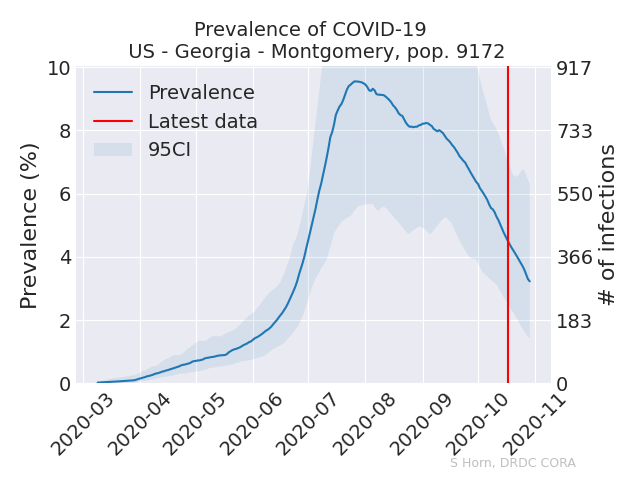 Prevalence of COVID-19
US - Georgia - Montgomery, pop. 9172
Prevalence
Latest data
95CI
Prevalence (%)
10
8
6
4
2
0
917
733
550
366
183
0
# of infections
2020-03
2020-04
2020-05
2020-06
2020-07
2020-08
2020-09
2020-10
2020-11
S Horn, DRDC CORA